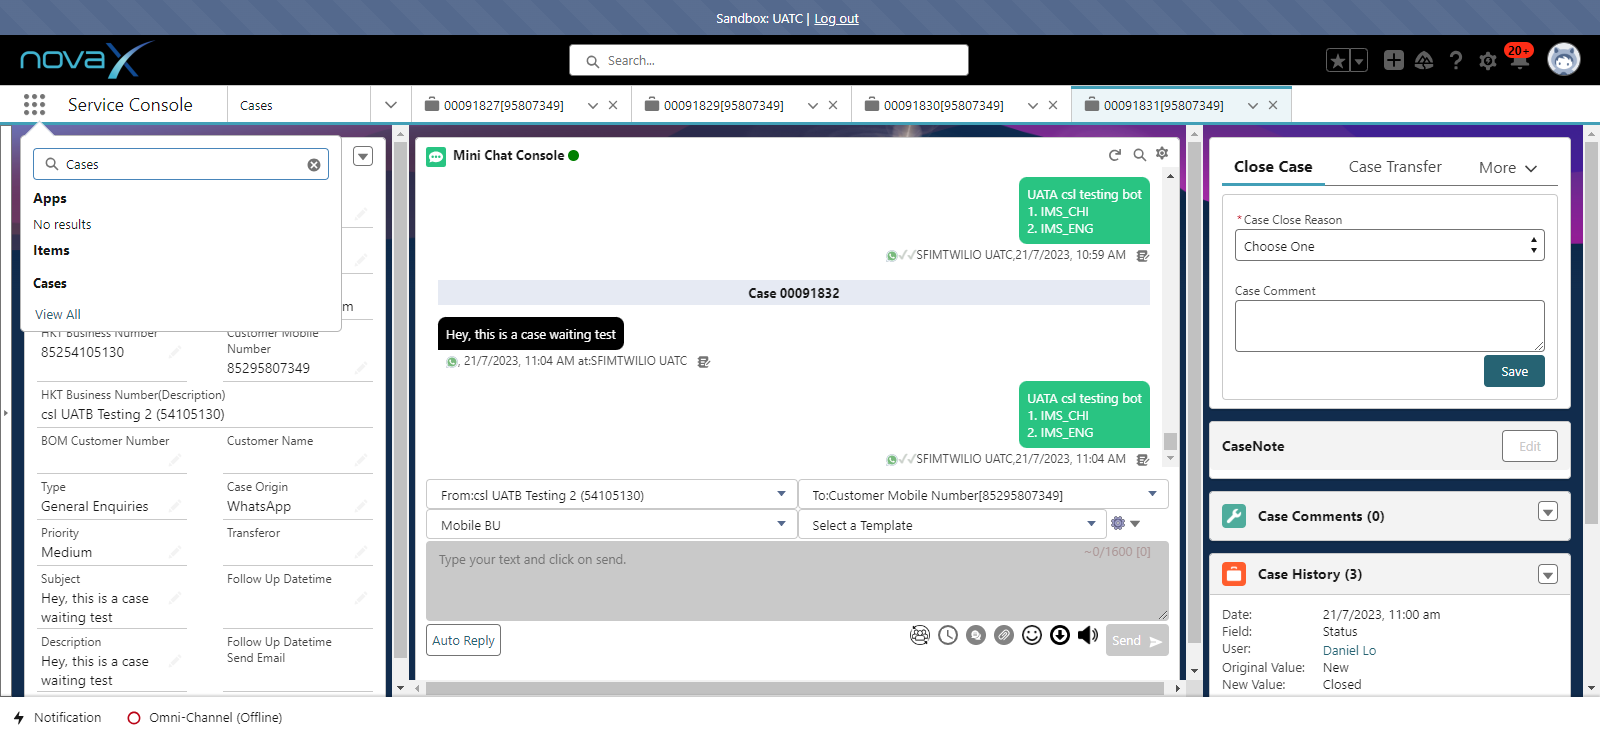 Sandbox: UATC | Log out
novaX
Search...
20+
Service Console
Cases
00091827[95807349]
00091829[95807349]
00091830[95807349]
00091831[95807349]
Cases
Apps
No results
Items
Cases
View All
m
HKT Business Number
85254105130
Customer Mobile
Number
85295807349
HKT Business Number(Description)
csl UATB Testing 2 (54105130)
BOM Customer Number
Customer Name
Type
General Enquiries
Case Origin
WhatsApp
Priority
Medium
Transferor
Subject
Hey, this is a case
waiting test
Follow Up Datetime
Description
Hey, this is a case
waiting test
Follow Up Datetime
Send Email
Mini Chat Console
UATA csl testing bot
1. IMS_CHI
2. IMS_ENG
SFIMTWILIO UATC,21/7/2023, 10:59 AM
Case 00091832
Hey, this is a case waiting test
, 21/7/2023, 11:04 AM at:SFIMTWILIO UATC
UATA csl testing bot
1. IMS_CHI
2. IMS_ENG
SFIMTWILIO UATC,21/7/2023, 11:04 AM
From:csl UATB Testing 2 (54105130)
To:Customer Mobile Number[85295807349]
Mobile BU
Select a Template
Type your text and click on send.
~0/1600 [0]
Auto Reply
Send
Close Case
Case Transfer
More
*Case Close Reason
Choose One
Case Comment
Save
CaseNote
Edit
Case Comments (0)
Case History (3)
Date: 21/7/2023, 11:00 am
Field: Status
User: Daniel Lo
Original Value: New
New Value: Closed
Notification
Omni-Channel (Offline)